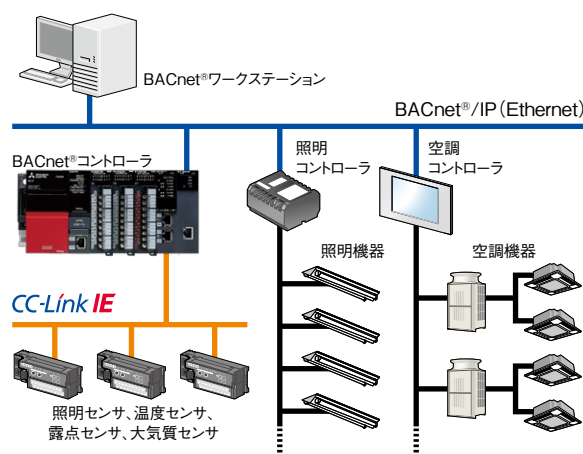 BACnet®ワークステーション
BACnet®/IP(Ethernet)
BACnet®コントローラ
照明
コントローラ
空調
コントローラ
照明機器
空調機器
CC-Link IE
照明センサ、温度センサ、
露点センサ、大気質センサ